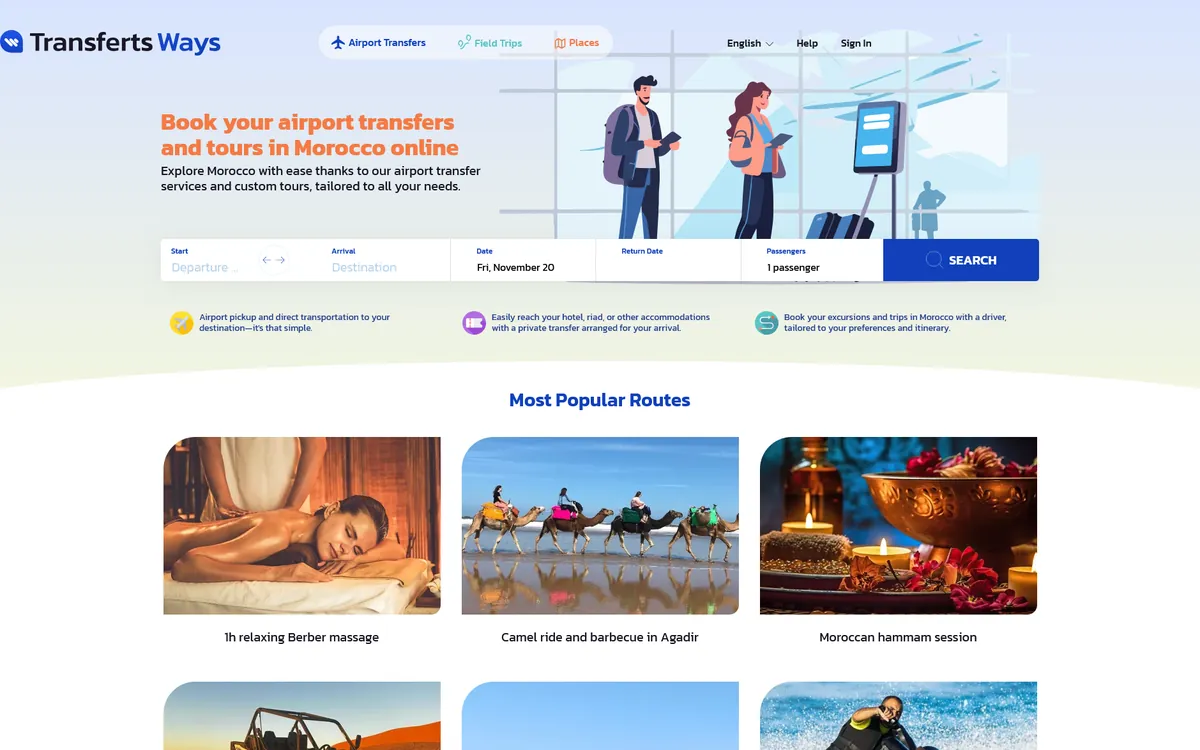 Transferts Ways
Airport Transfers
Field Trips
Places
English
Help
Sign In
Book your airport transfers
and tours in Morocco online
Explore Morocco with ease thanks to our airport transfer
services and custom tours, tailored to all your needs.
Start
Departure ...
Arrival
Destination
Date
Fri, November 20
Return Date
Passengers
1 passenger
SEARCH
Airport pickup and direct transportation to your
destination—it's that simple.
Easily reach your hotel, riad, or other accommodations
with a private transfer arranged for your arrival.
Book your excursions and trips in Morocco with a driver,
tailored to your preferences and itinerary.
Most Popular Routes
1h relaxing Berber massage
Camel ride and barbecue in Agadir
Moroccan hammam session